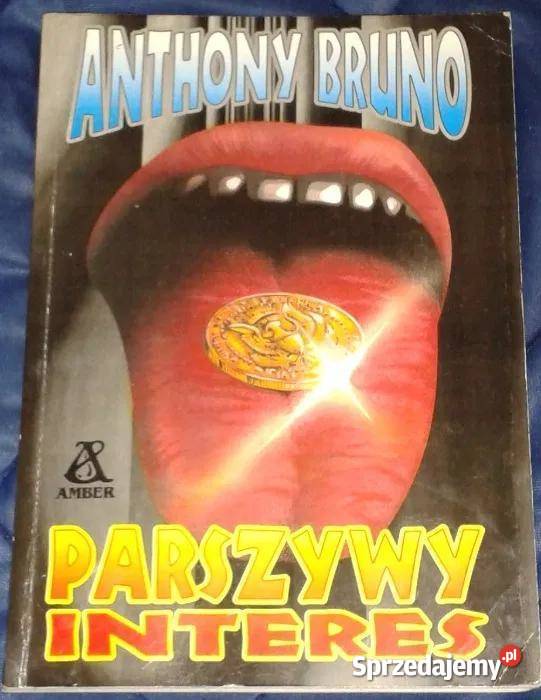 ANTHONY BRUNO
AMBER
PARSZYWY
INTERES
Sprzedajemy.pl